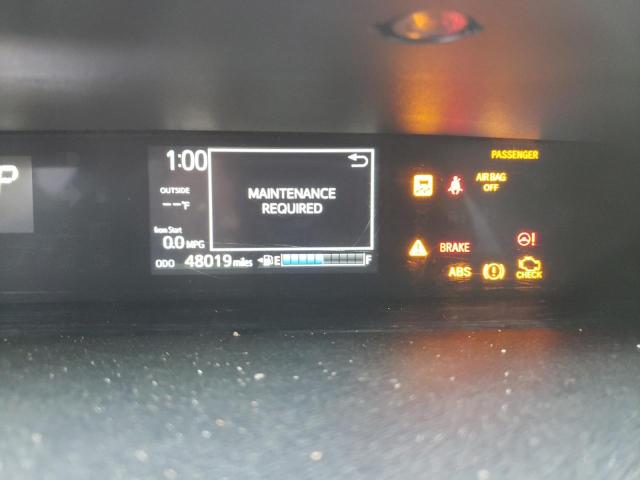 P
1:00
OUTSIDE
-- °F
from Start
0.0 MPG
ODO 48019 miles E F
MAINTENANCE
REQUIRED
PASSENGER
AIR BAG
OFF
BRAKE
ABS
CHECK